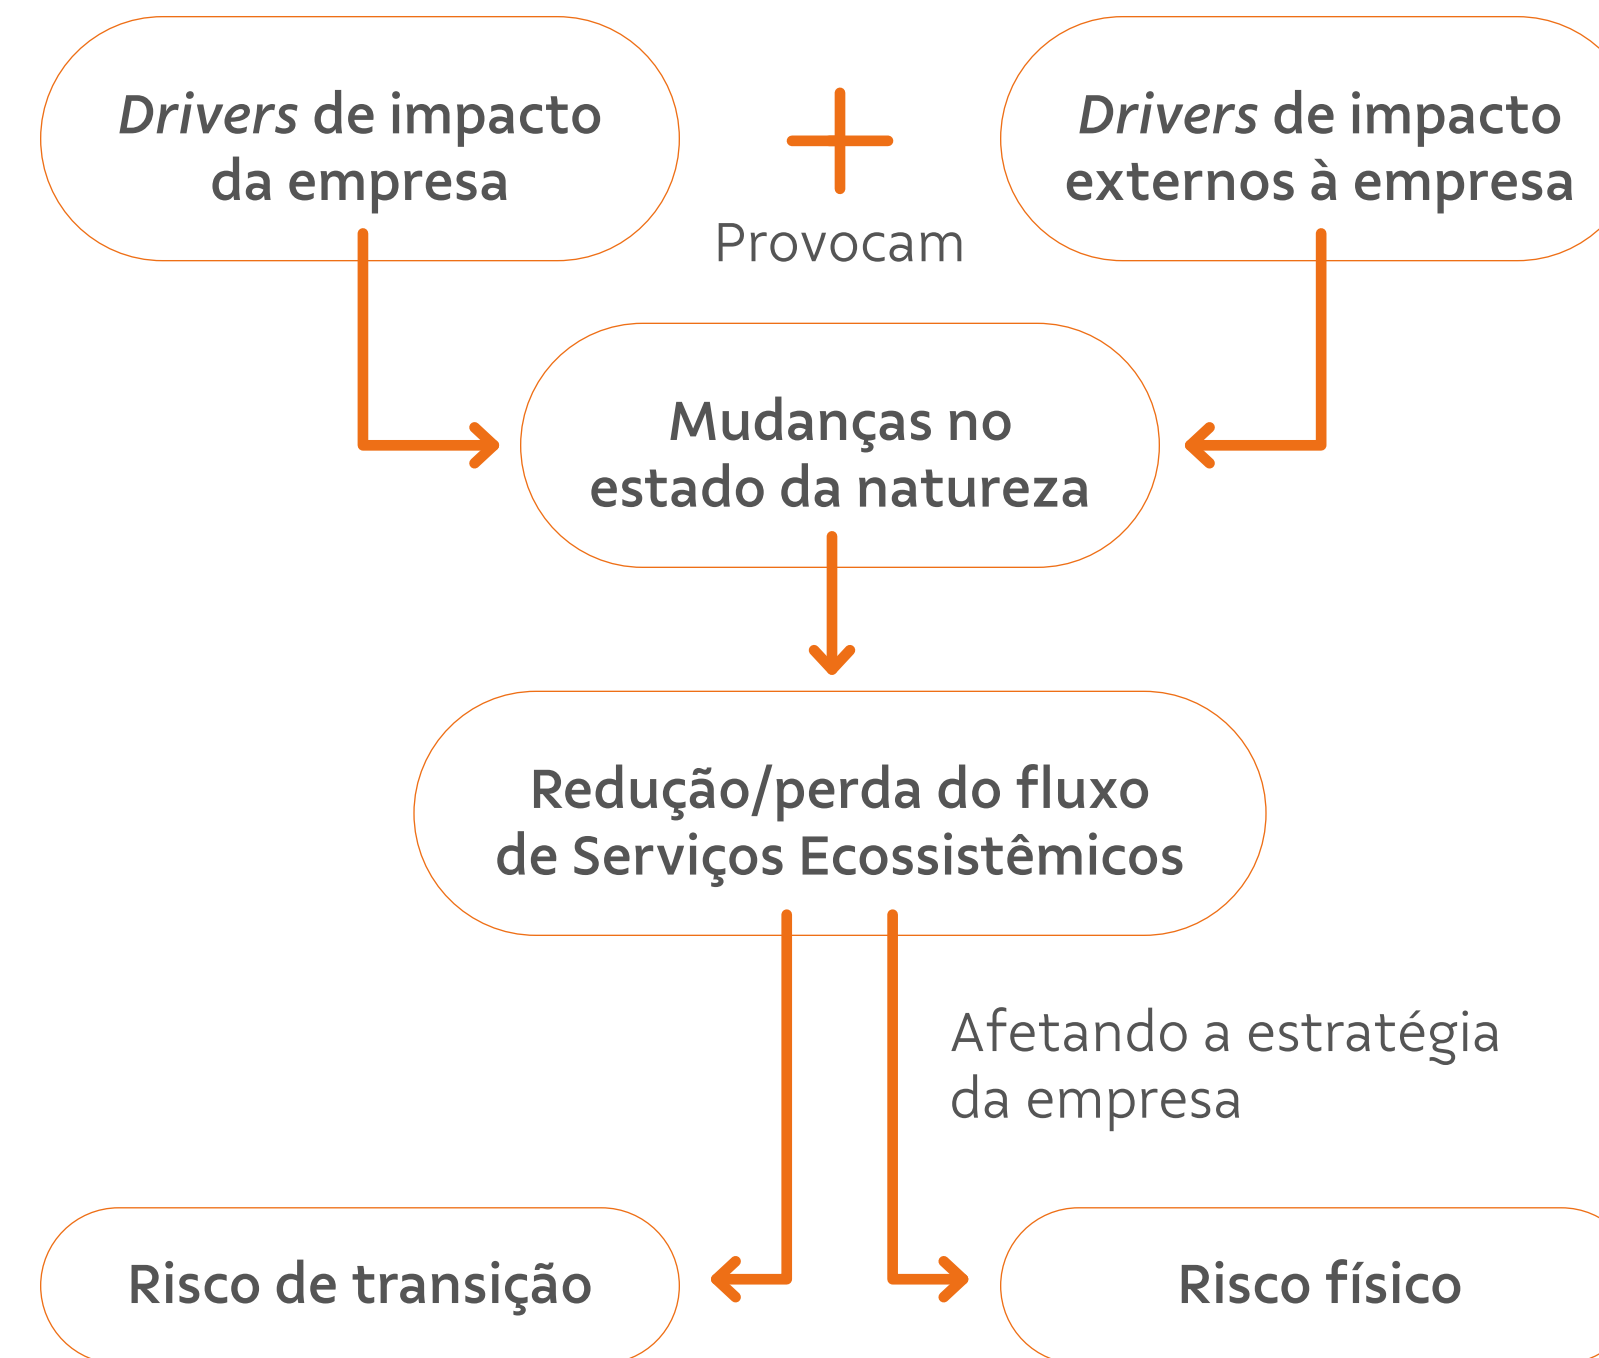 Drivers de impacto
da empresa
Drivers de impacto
externos à empresa
Provocam
Mudanças no
estado da natureza
Redução/perda do fluxo
de Serviços Ecossistêmicos
Afetando a estratégia
da empresa
Risco de transição
Risco físico